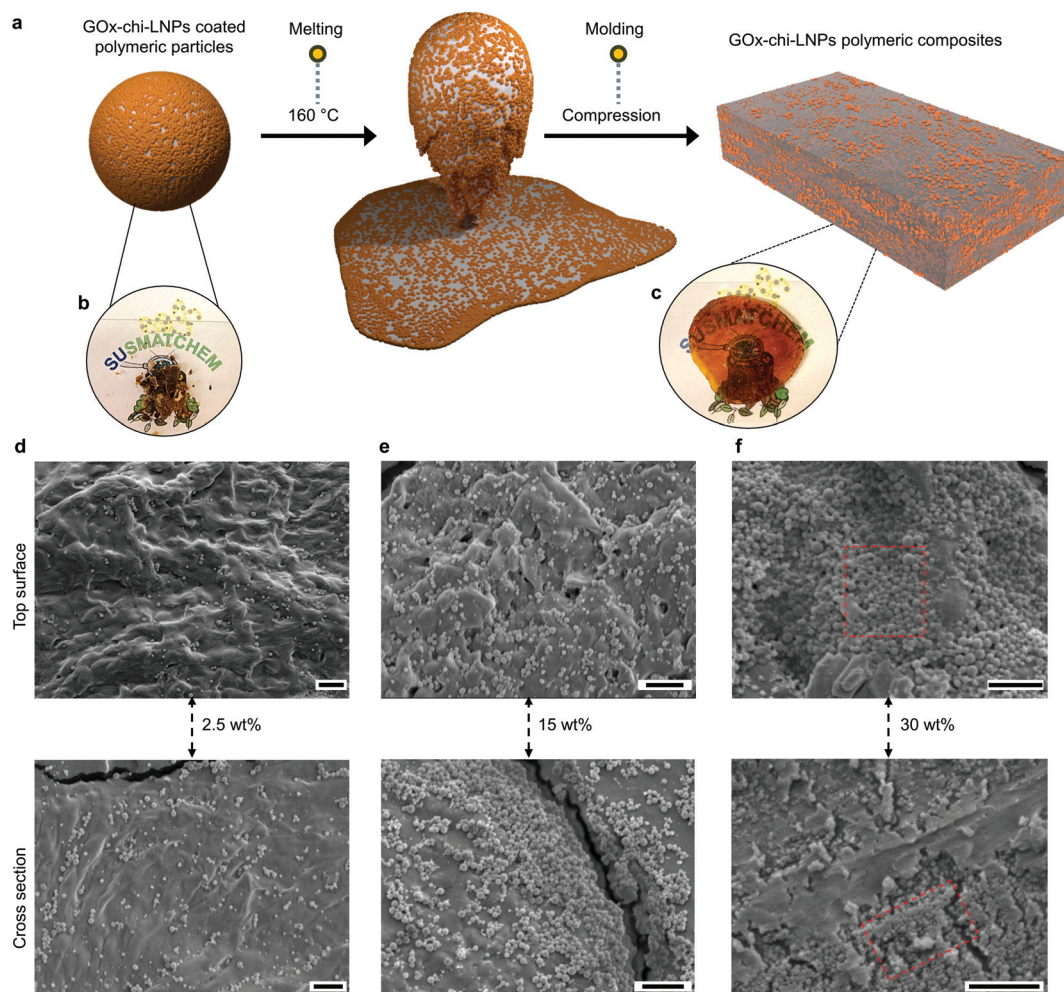 a
GOx-chi-LNPs coated
polymeric particles
Melting
160 °C
Molding
Compression
GOx-chi-LNPs polymeric composites
b
SUSMATCHEM
c
SUSMATCHEM
d
e
f
Top surface
2.5 wt%
15 wt%
30 wt%
Cross section